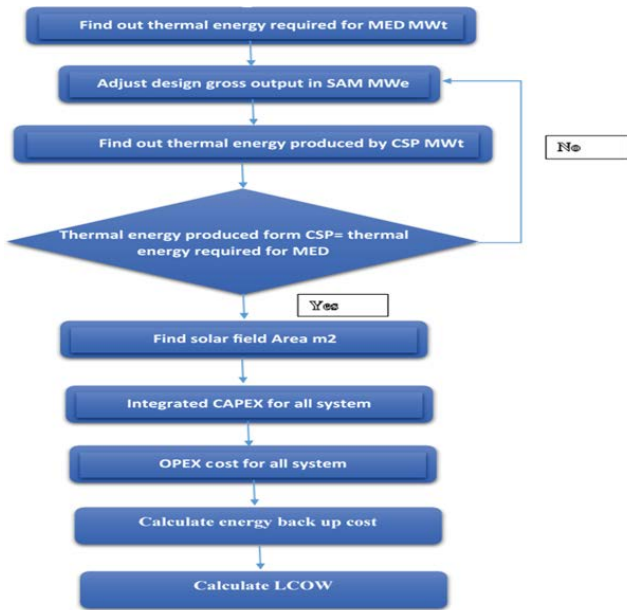 Find out thermal energy required for MED MWt
Adjust design gross output in SAM MWe
Find out thermal energy produced by CSP MWt
No
Thermal energy produced form CSP= thermal
energy required for MED
Yes
Find solar field Area m2
Integrated CAPEX for all system
OPEX cost for all system
Calculate energy back up cost
Calculate LCOW